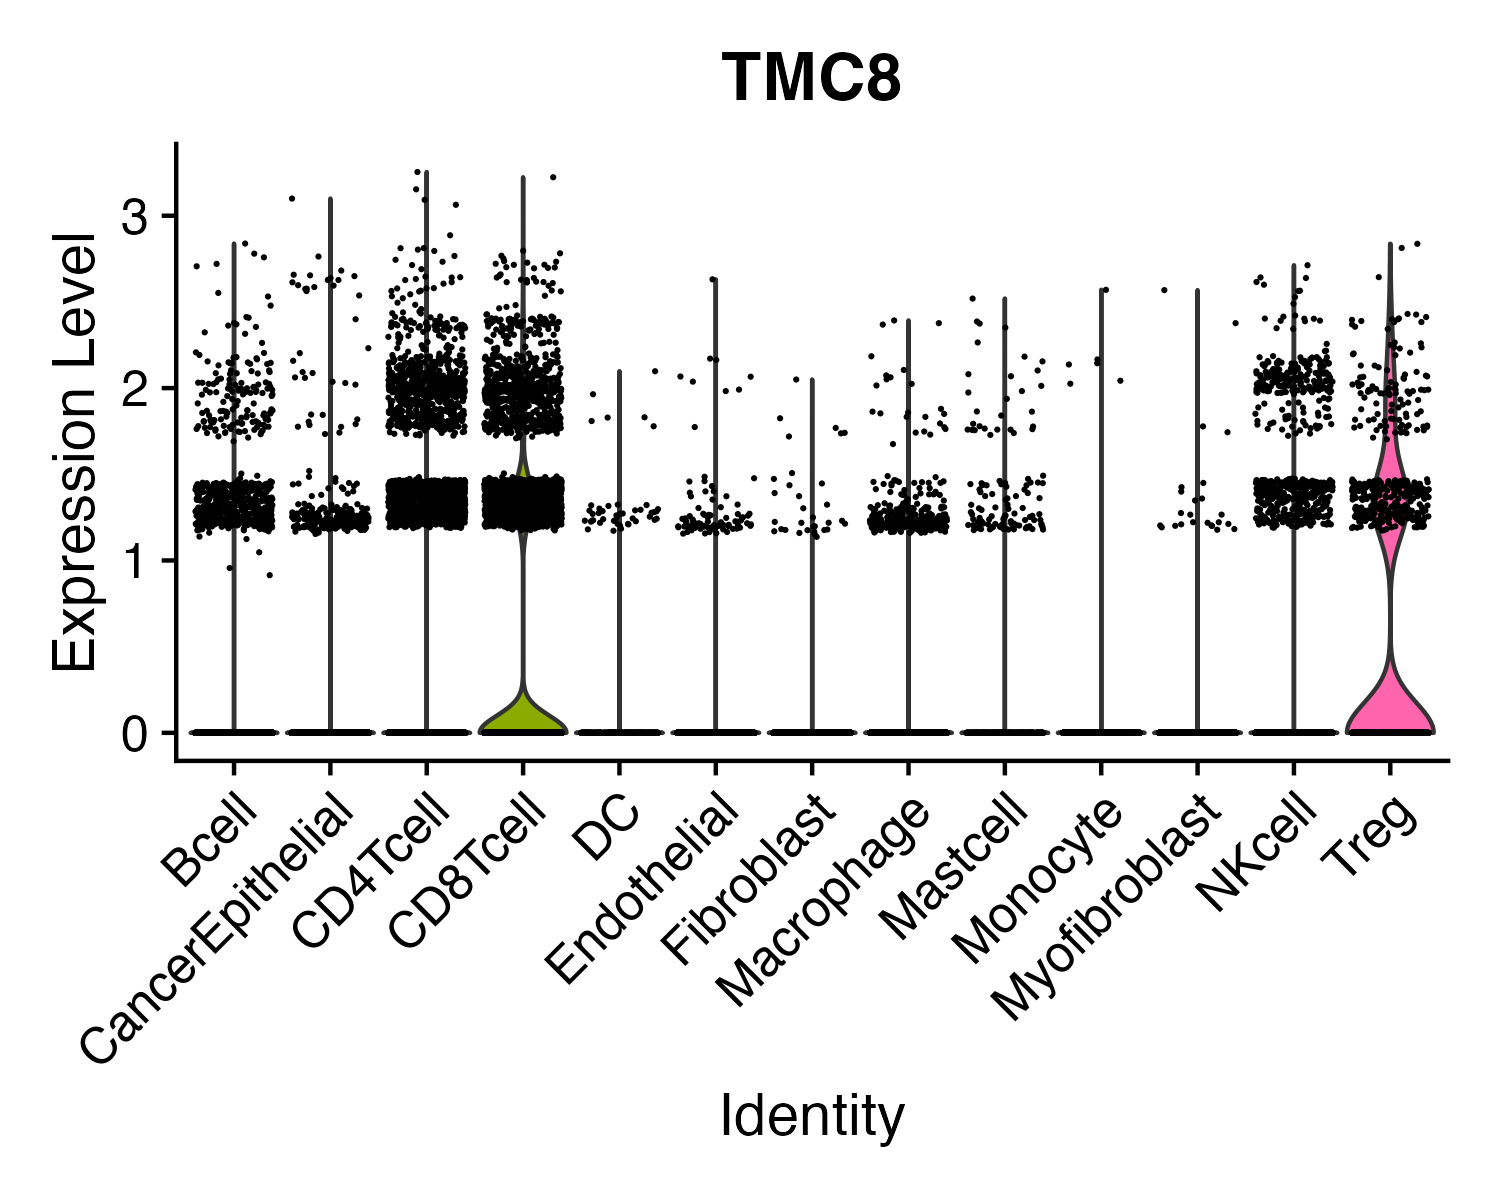 TMC8
Expression Level
3
2
1
0
Bcell
CancerEpithelial
CD4Tcell
CD8Tcell
DC
Endothelial
Fibroblast
Macrophage
Mastcell
Monocyte
Myofibroblast
NKcell
Treg
Identity